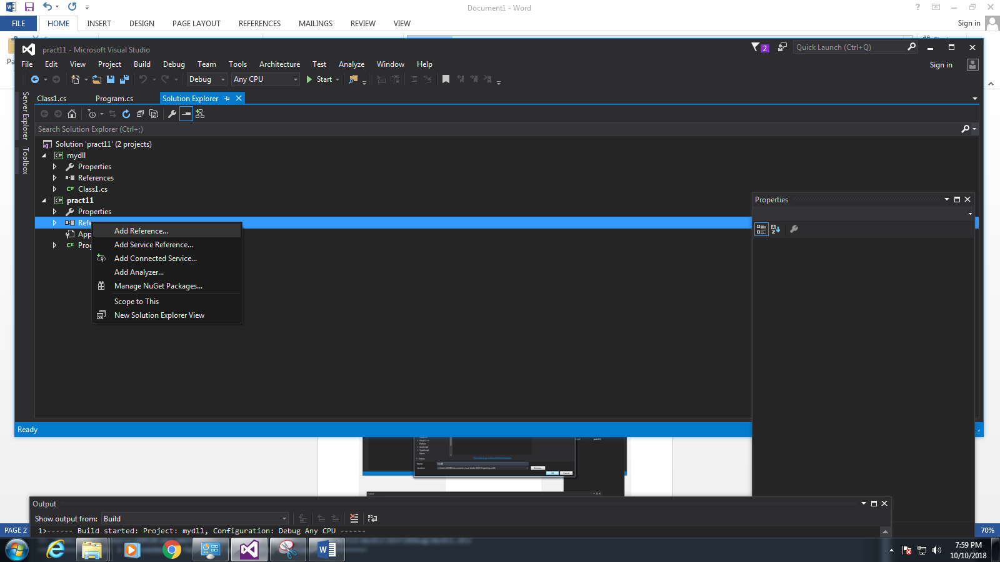 Document1 - Word
FILE HOME INSERT DESIGN PAGE LAYOUT REFERENCES MAILINGS REVIEW VIEW
Sign in
pract11 - Microsoft Visual Studio
2
Quick Launch (Ctrl+Q)
File Edit View Project Build Debug Team Tools Architecture Test Analyze Window Help
Sign in
Debug Any CPU Start
Server Explorer
Toolbox
Class1.cs Program.cs Solution Explorer
Search Solution Explorer (Ctrl+;)
Solution 'pract11' (2 projects)
C# mydll
Properties
References
C# Class1.cs
C# pract11
Properties
Refe
App
C# Prog
Add Reference...
Add Service Reference...
Add Connected Service...
Add Analyzer...
Manage NuGet Packages...
Scope to This
New Solution Explorer View
Properties
Ready
Output
Show output from: Build
1>------ Build started: Project: mydll, Configuration: Debug Any CPU ------
PAGE 2
70%
7:59 PM
10/10/2018